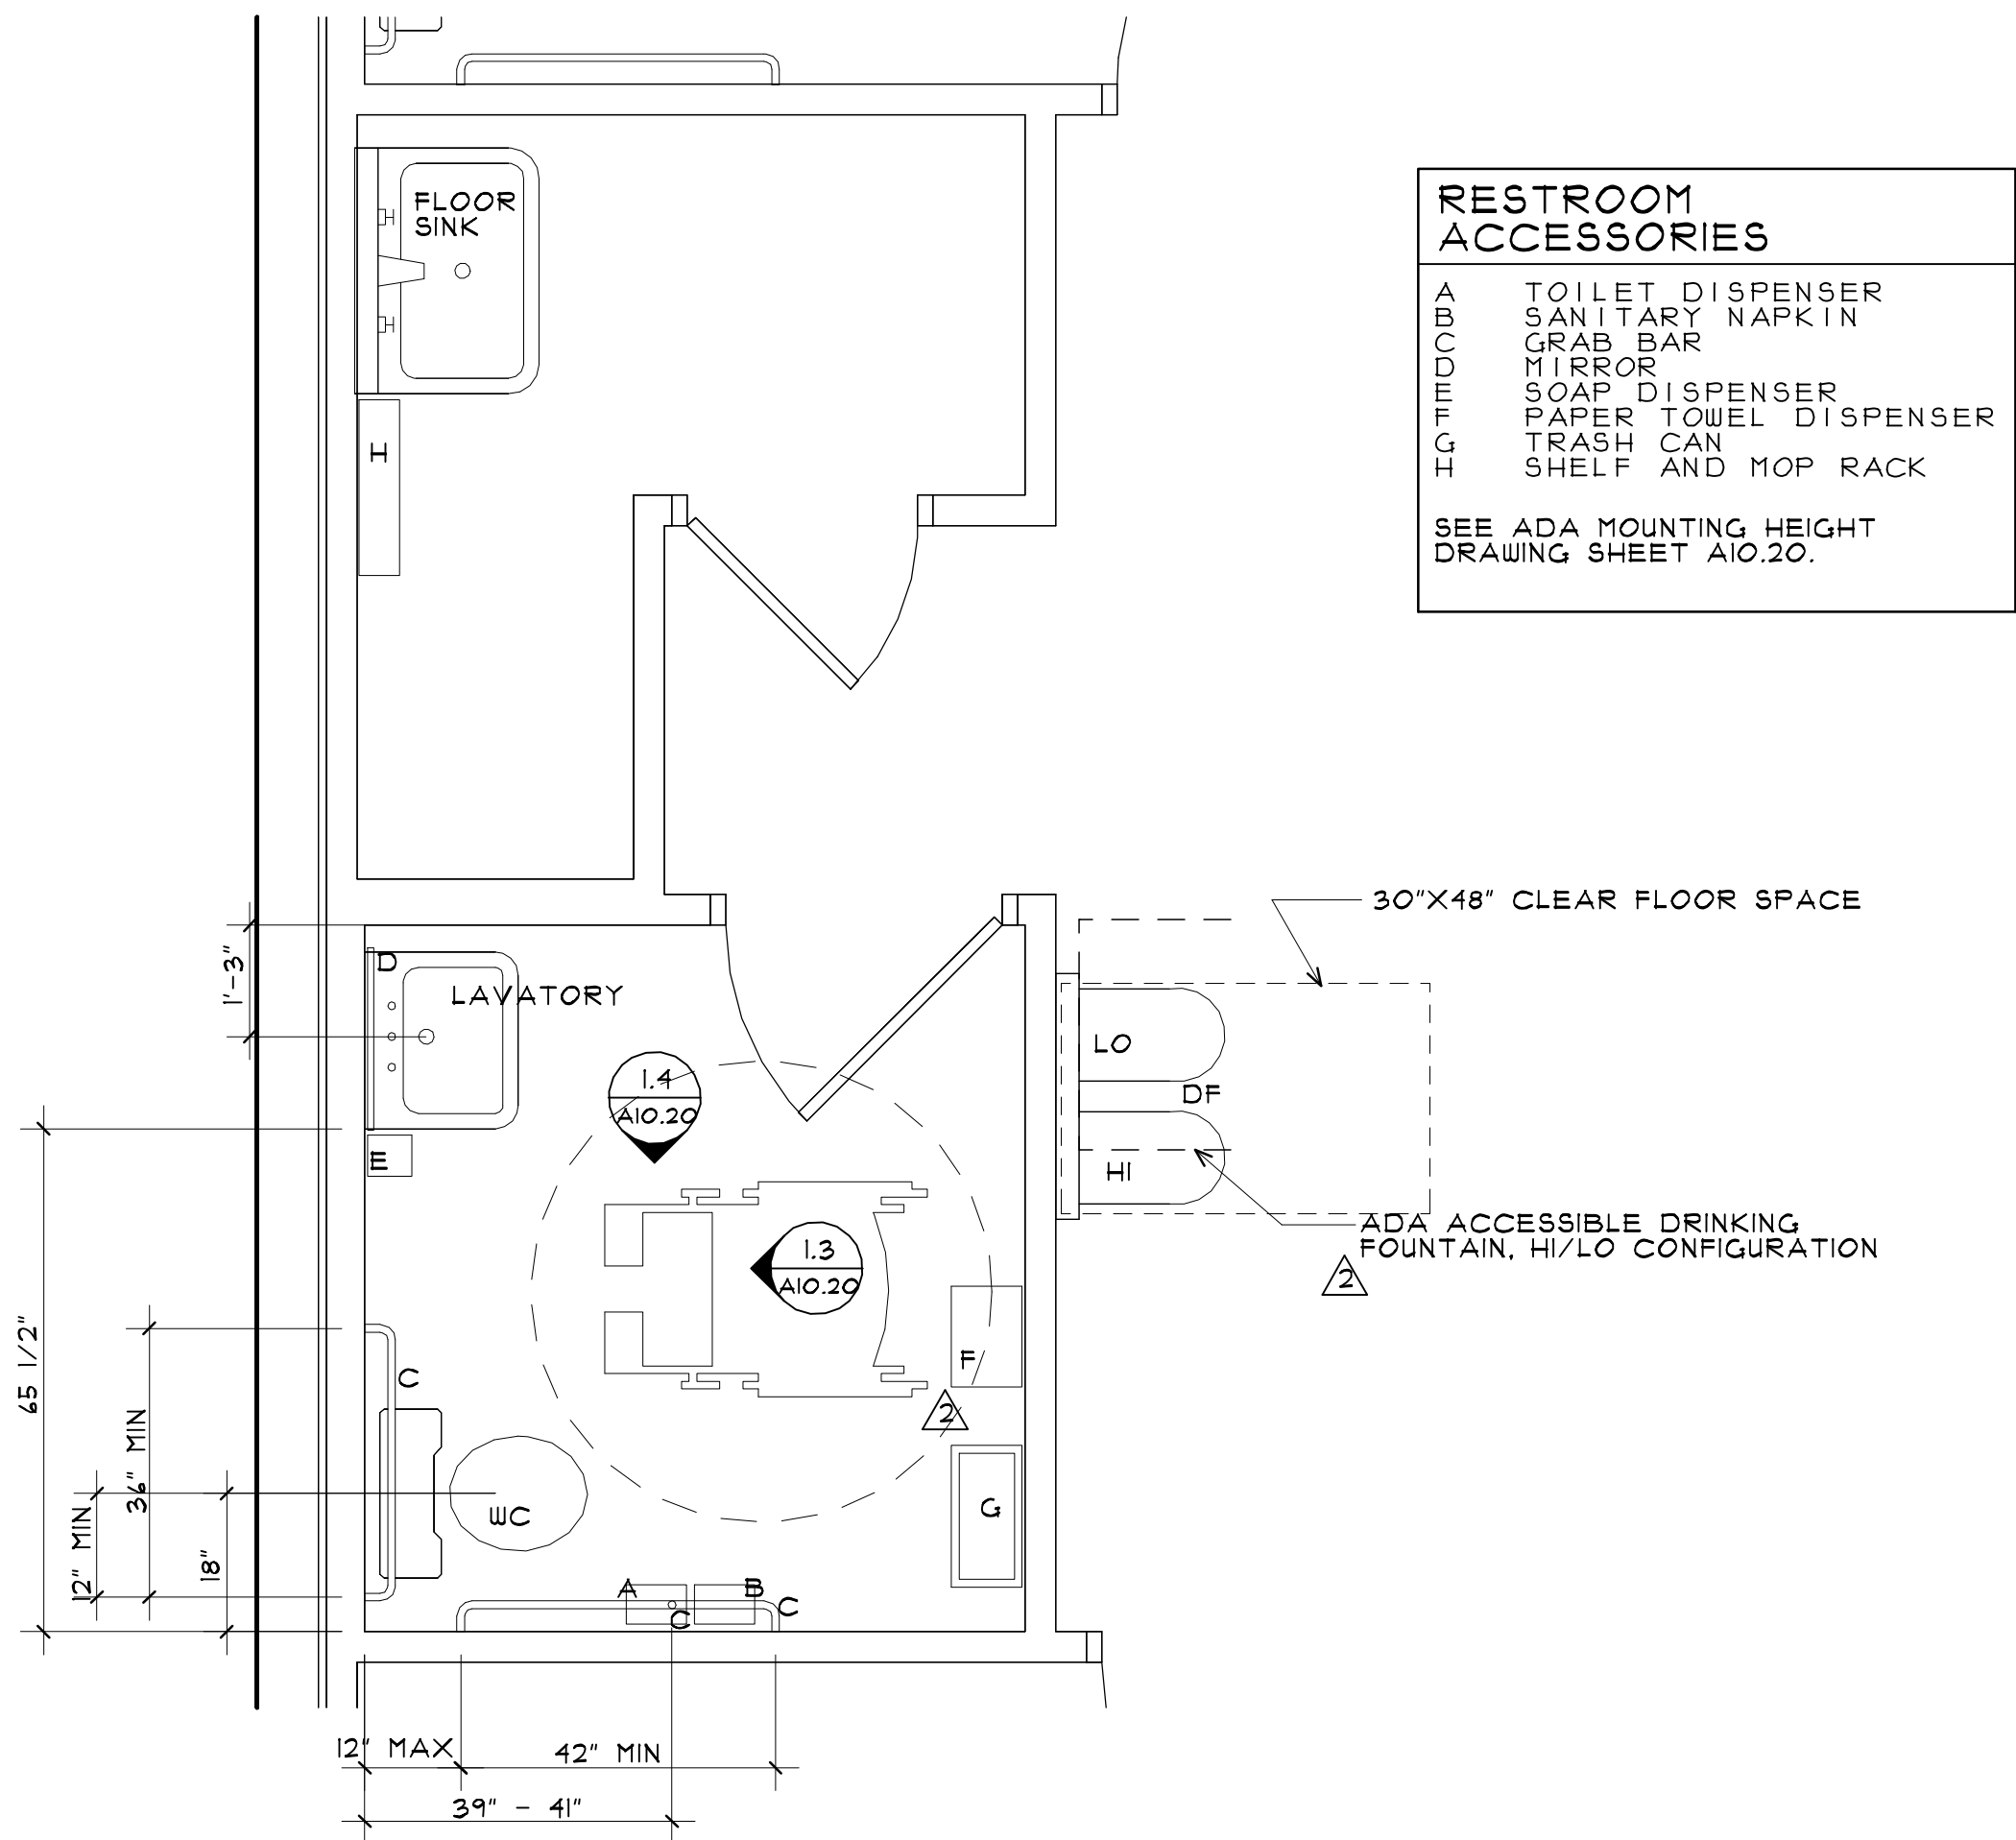 FLOOR
SINK
H
RESTROOM
ACCESSORIES
A TOILET DISPENSER
B SANITARY NAPKIN
C GRAB BAR
D MIRROR
E SOAP DISPENSER
F PAPER TOWEL DISPENSER
G TRASH CAN
H SHELF AND MOP RACK
SEE ADA MOUNTING HEIGHT
DRAWING SHEET A10.20.
30"X48" CLEAR FLOOR SPACE
1'-3"
D
LAVATORY
LO
DF
HI
1.4
A10.20
E
ADA ACCESSIBLE DRINKING
FOUNTAIN, HI/LO CONFIGURATION
2
1.3
A10.20
F
2
65 1/2"
36" MIN
12" MIN
18"
C
WC
G
A
B
C
C
12" MAX
42" MIN
39" - 41"